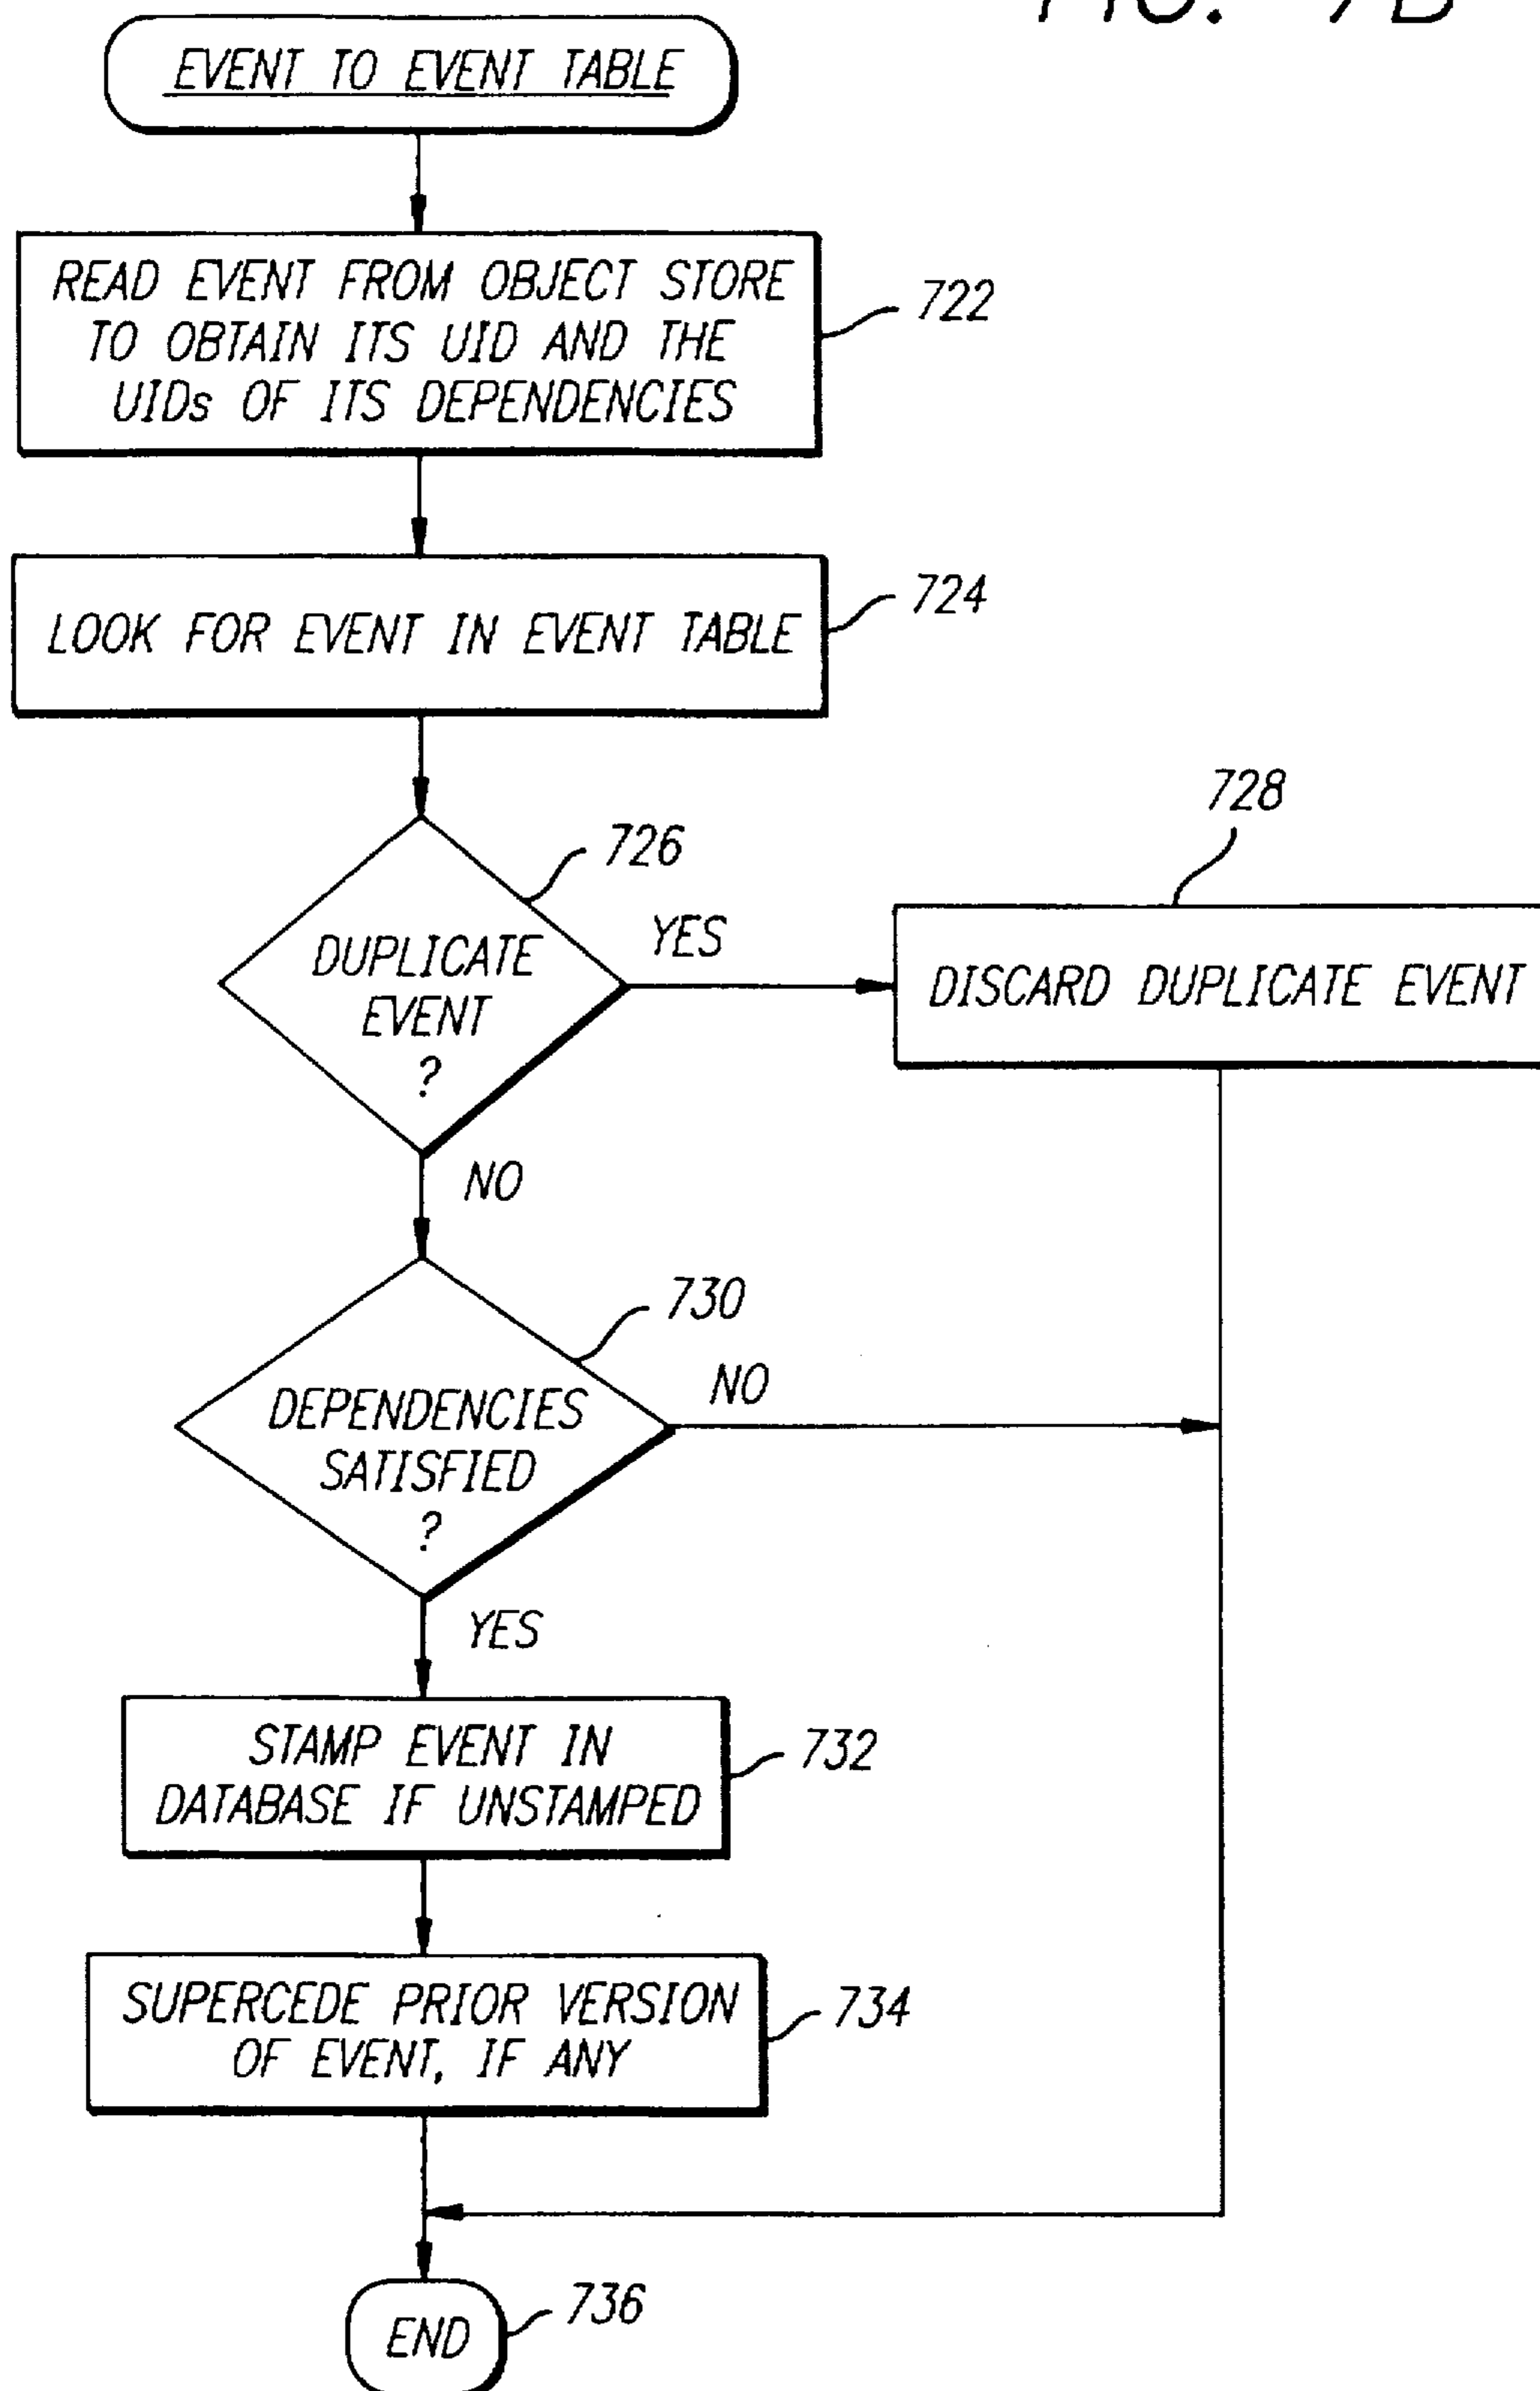 FIG. 7B
EVENT TO EVENT TABLE
READ EVENT FROM OBJECT STORE
TO OBTAIN ITS UID AND THE
UIDs OF ITS DEPENDENCIES
722
LOOK FOR EVENT IN EVENT TABLE
724
726
728
DUPLICATE
EVENT
?
YES
DISCARD DUPLICATE EVENT
NO
730
DEPENDENCIES
SATISFIED
?
NO
YES
STAMP EVENT IN
DATABASE IF UNSTAMPED
732
SUPERCEDE PRIOR VERSION
OF EVENT, IF ANY
734
END
736